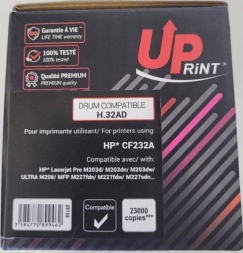 Garantie à VIE*
LIFE TIME warranty
100% TESTÉ
100% tested
Qualité PREMIUM
PREMIUM quality
UP
RiNT
DRUM COMPATIBLE
H.32AD
Pour imprimante utilisant/ For printers using:
HP* CF232A
Compatible avec/ with:
HP* Laserjet Pro M203d/ M203dn/ M203dw/
ULTRA M206/ MFP M227fdn/ M227fdw/ M227sdn...
3584770899462
Compatible
23000
copies***